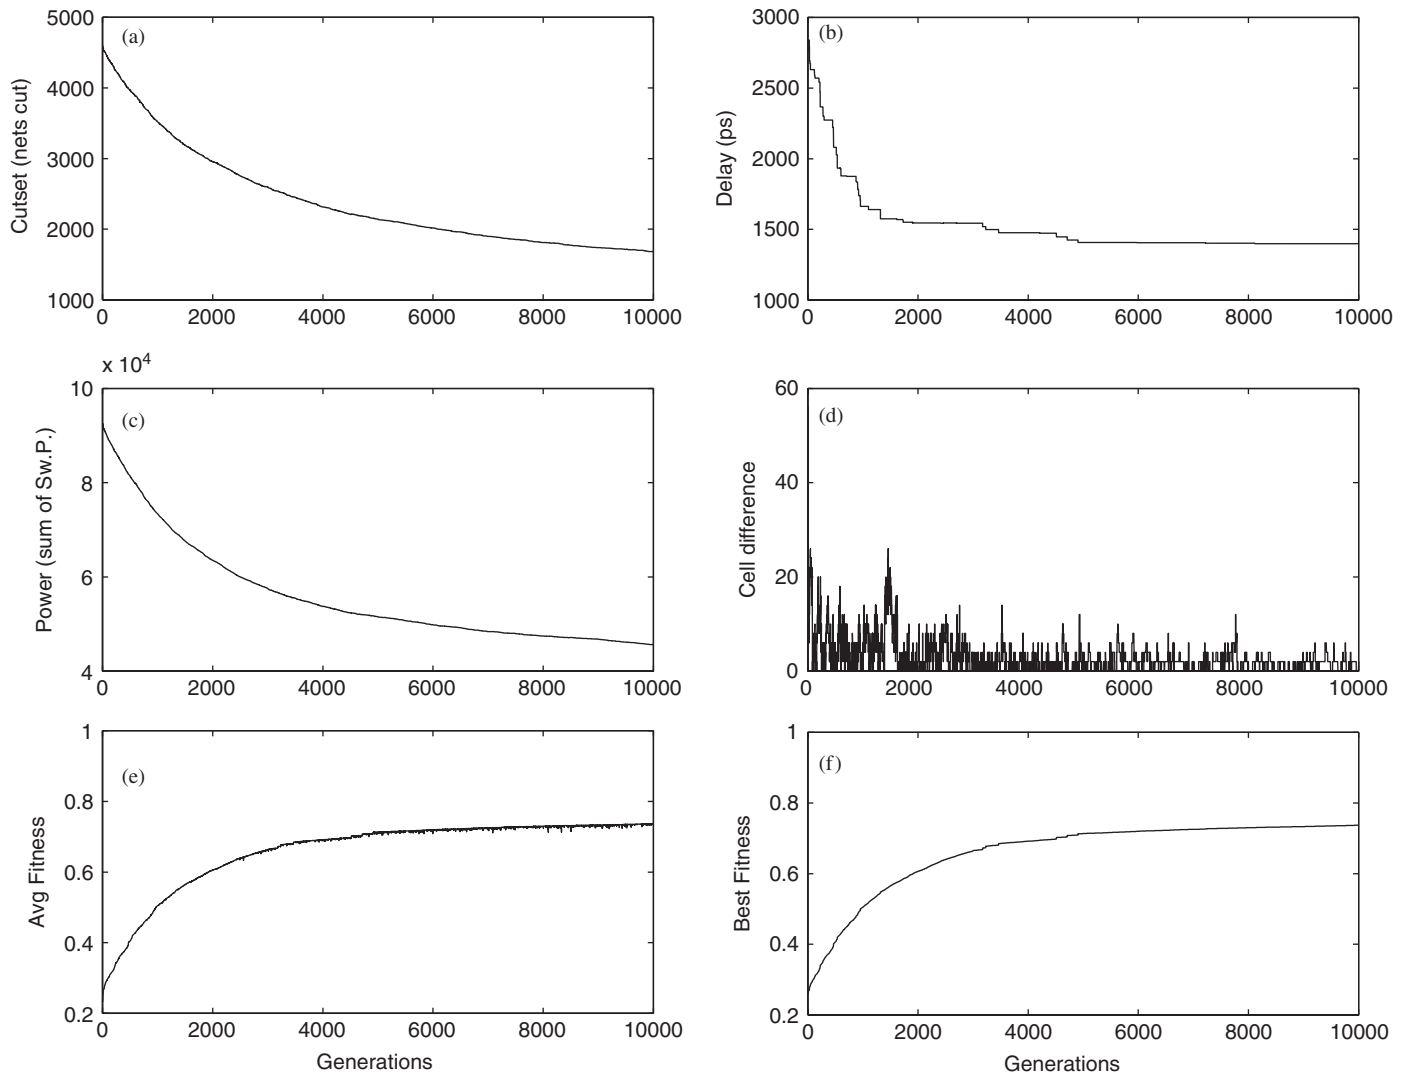 (a)
Cutset (nets cut)
5000
4000
3000
2000
1000
0 2000 4000 6000 8000 10000
(b)
Delay (ps)
3000
2500
2000
1500
1000
0 2000 4000 6000 8000 10000
x 10⁴
(c)
Power (sum of Sw.P.)
10
8
6
4
0 2000 4000 6000 8000 10000
(d)
Cell difference
60
40
20
0
0 2000 4000 6000 8000 10000
(e)
Avg Fitness
1
0.8
0.6
0.4
0.2
0 2000 4000 6000 8000 10000
Generations
(f)
Best Fitness
1
0.8
0.6
0.4
0.2
0 2000 4000 6000 8000 10000
Generations